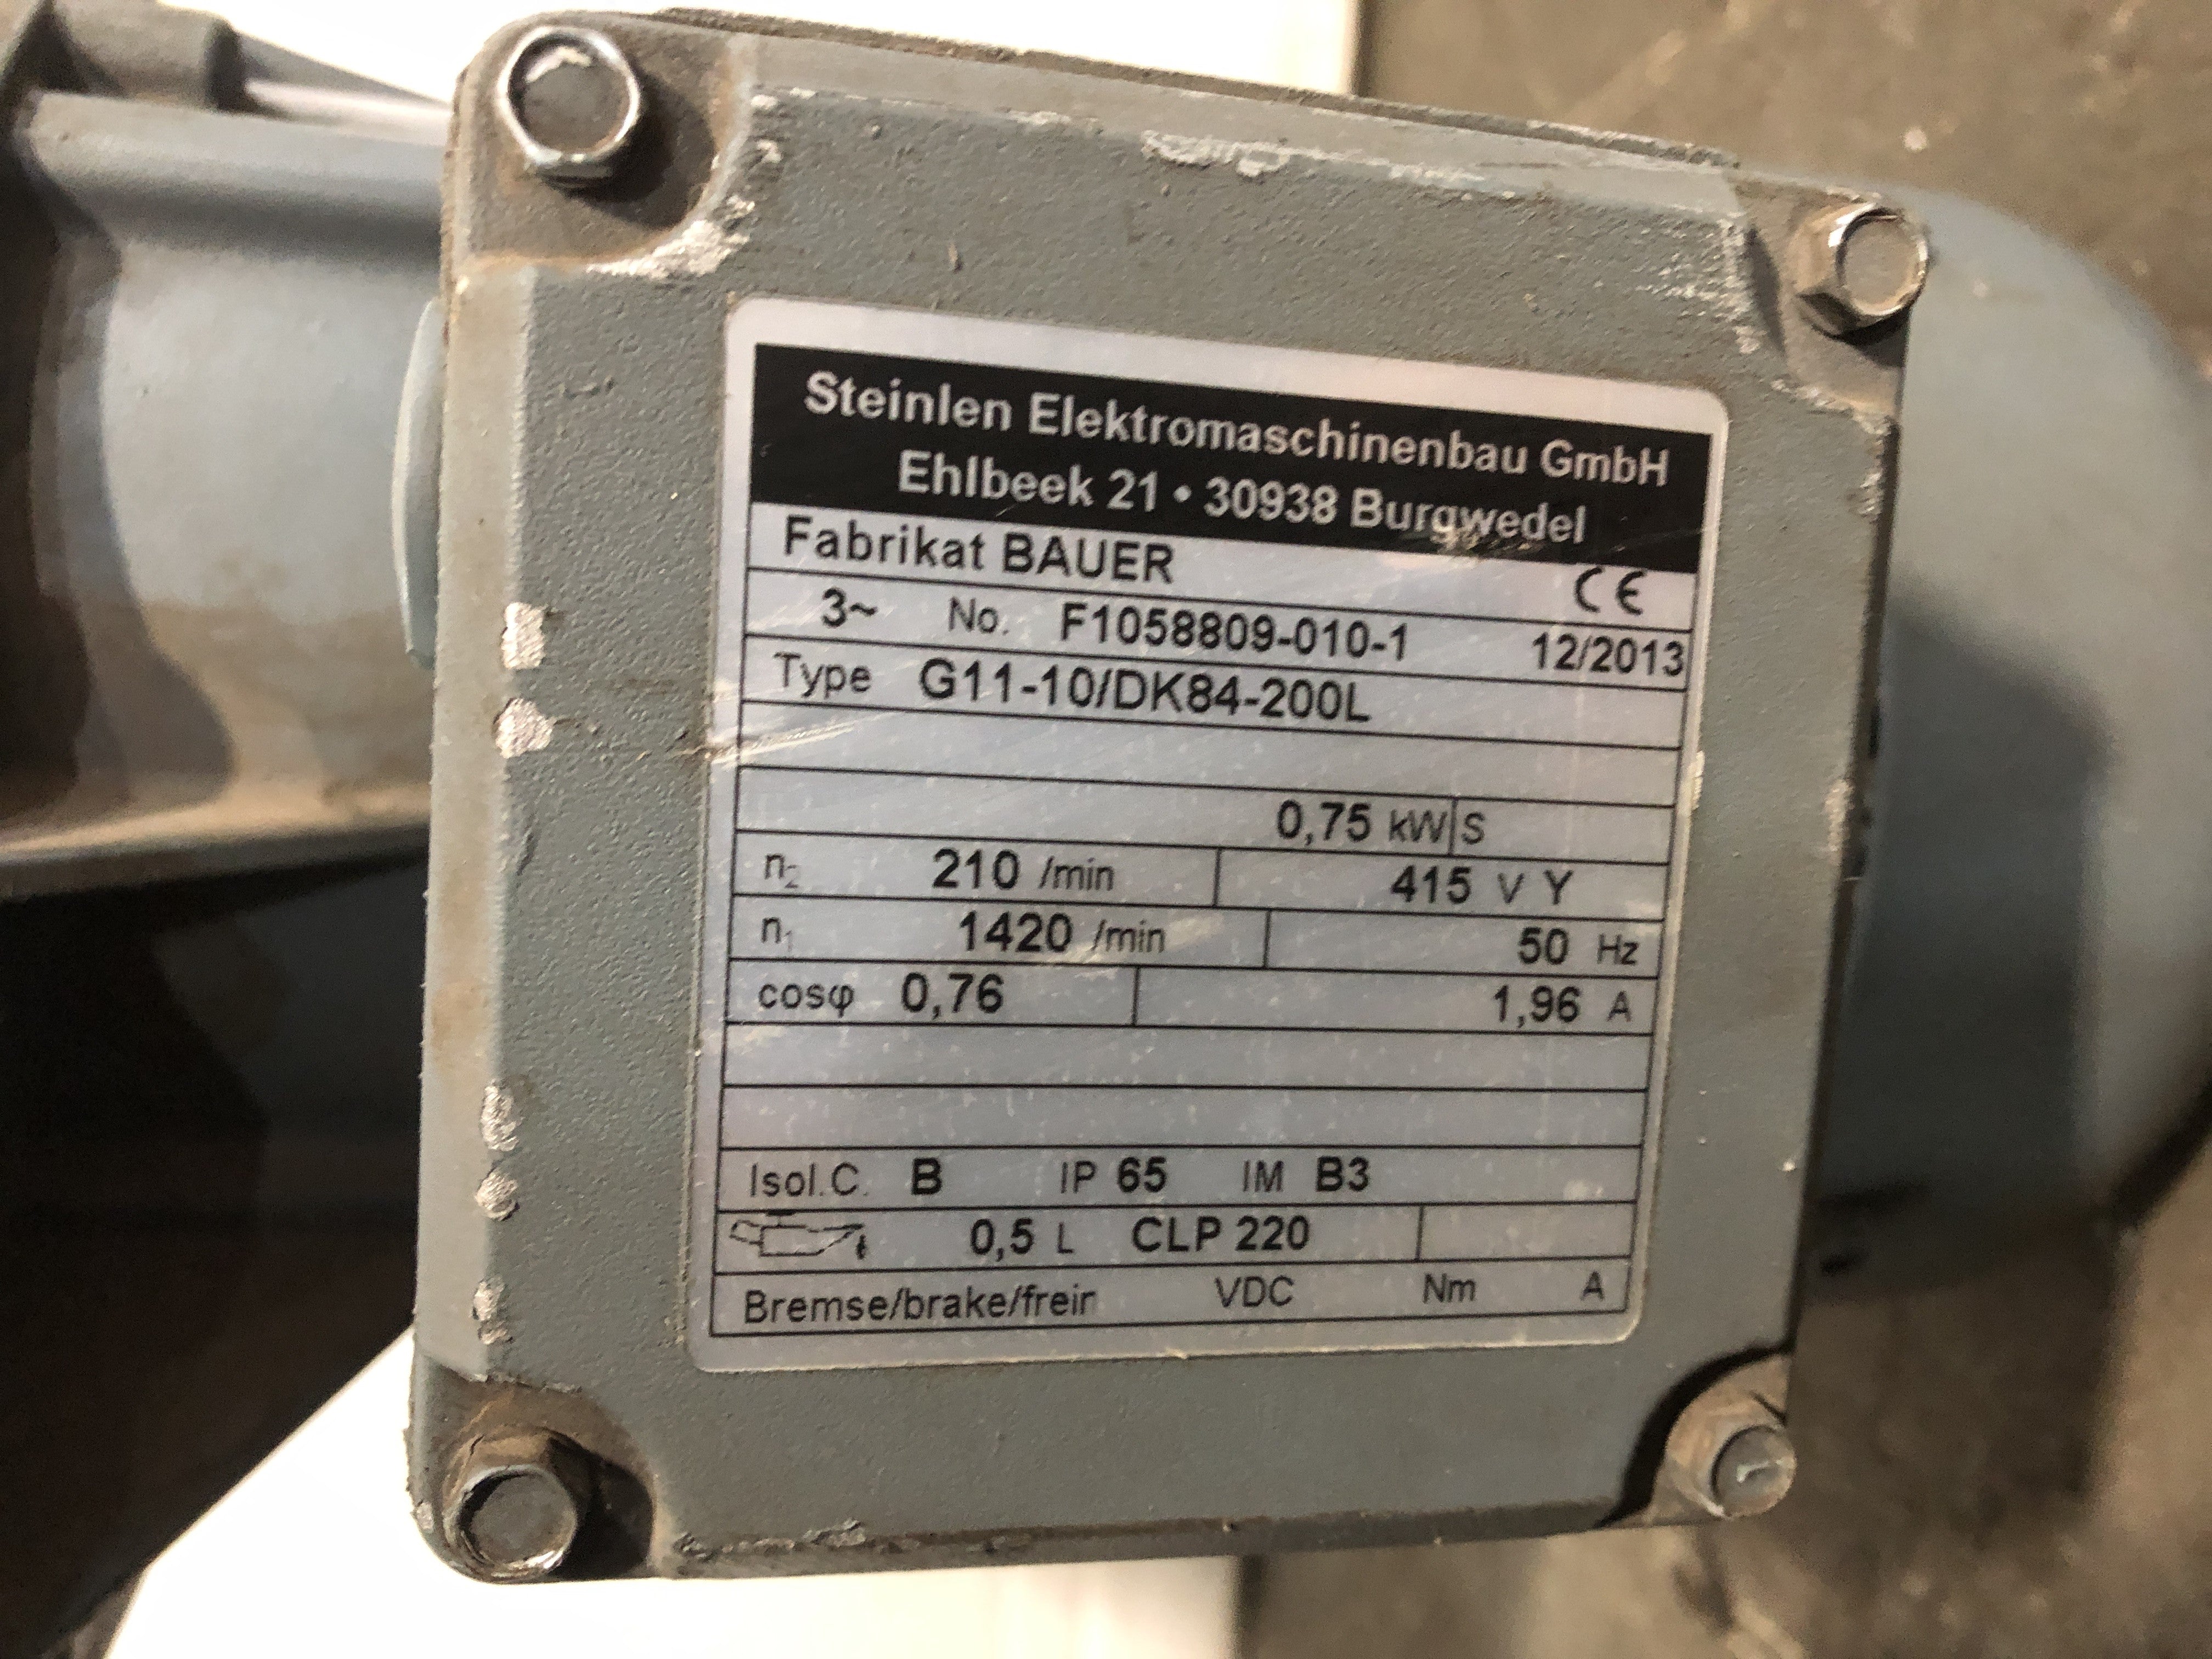 Steinlen Elektromaschinenbau GmbH
Ehlbeek 21 • 30938 Burgwedel
Fabrikat BAUER CE
3~ No. F1058809-010-1 12/2013
Type G11-10/DK84-200L
0,75 kW S
n₂ 210 /min 415 V Y
n₁ 1420 /min 50 Hz
cosφ 0,76 1,96 A
Isol.C. B IP 65 IM B3
0,5 L CLP 220
Bremse/brake/frein VDC Nm A